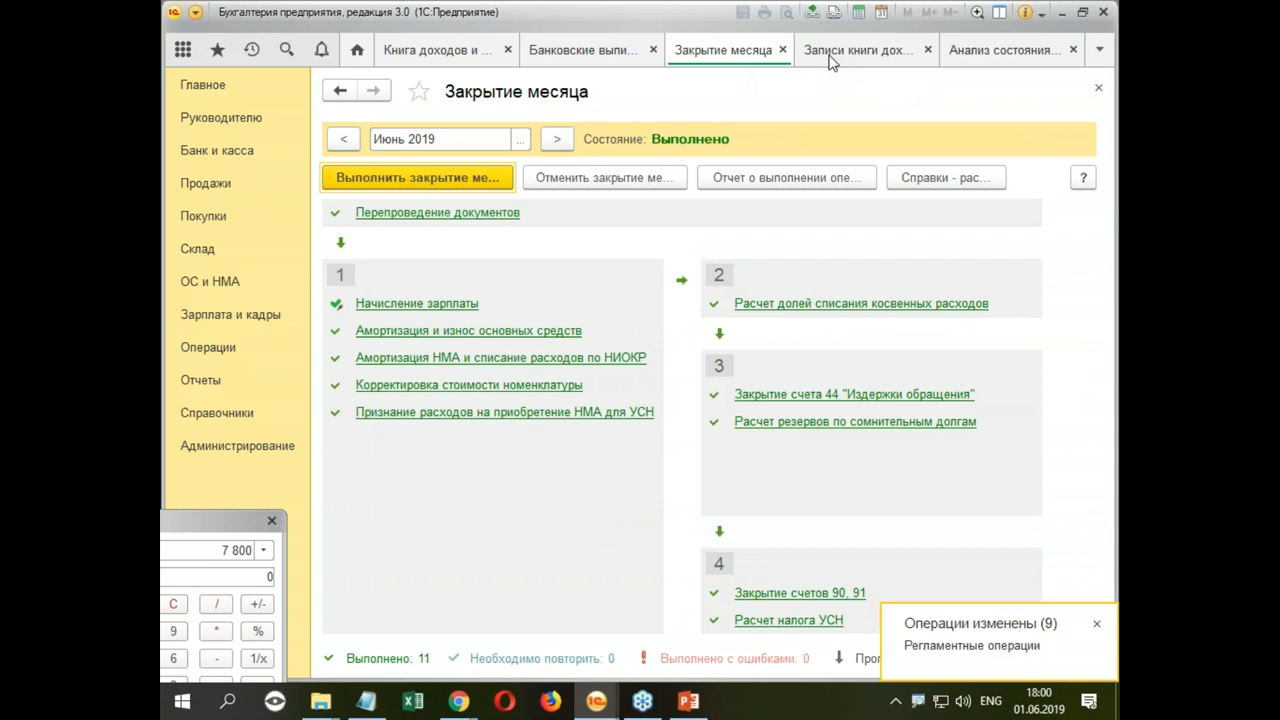 Бухгалтерия предприятия, редакция 3.0 (1С:Предприятие)
M M+ M-
Книга доходов и ...
Банковские выпи...
Закрытие месяца
Записи книги дох...
Анализ состояния...
Главное
Руководителю
Банк и касса
Продажи
Покупки
Склад
ОС и НМА
Зарплата и кадры
Операции
Отчеты
Справочники
Администрирование
Закрытие месяца
< Июнь 2019 ... > Состояние: Выполнено
Выполнить закрытие ме... Отменить закрытие ме... Отчет о выполнении опе... Справки - рас... ?
Перепроведение документов
1
Начисление зарплаты
Амортизация и износ основных средств
Амортизация НМА и списание расходов по НИОКР
Корректировка стоимости номенклатуры
Признание расходов на приобретение НМА для УСН
2
Расчет долей списания косвенных расходов
3
Закрытие счета 44 "Издержки обращения"
Расчет резервов по сомнительным долгам
4
Закрытие счетов 90, 91
Расчет налога УСН
Выполнено: 11 Необходимо повторить: 0 Выполнено с ошибками: 0
Операции изменены (9)
Регламентные операции
7 800
0
C / +/-
9 * %
6 - 1/x
ENG
18:00
01.06.2019